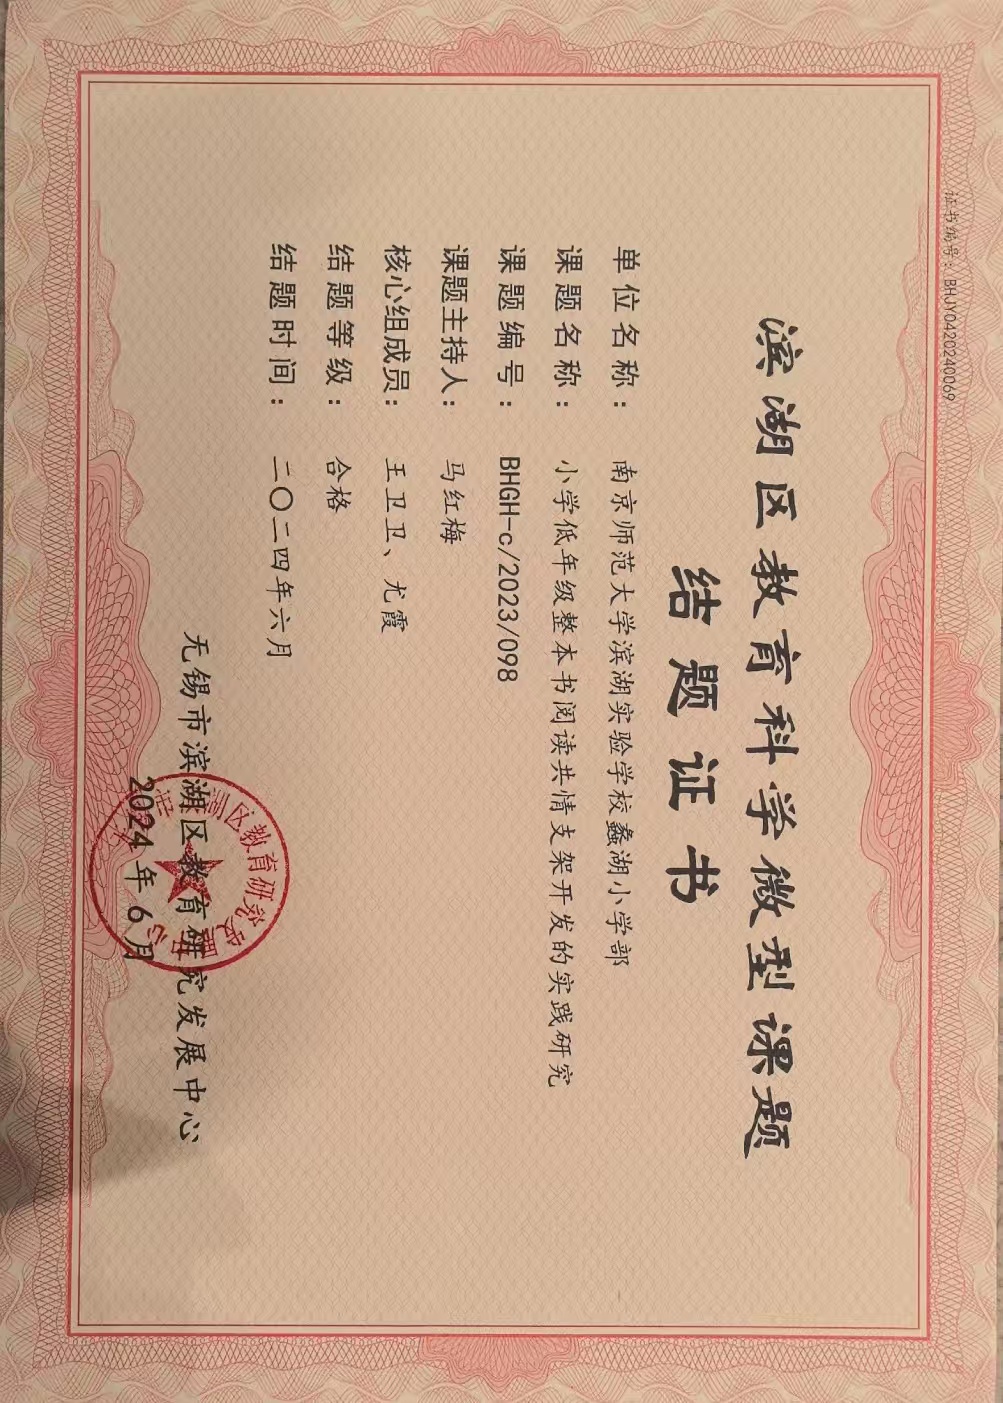 证书编号：BHJY0420240069
滨湖区教育科学微型课题
结题证书
单位名称： 南京师范大学滨湖实验学校蠡湖小学部
课题名称： 小学低年级整本书阅读共情支架开发的实践研究
课题编号： BHGH-c/2023/098
课题主持人： 马红梅
核心组成员： 王卫卫、尤霞
结题等级： 合格
结题时间： 二〇二四年六月
无锡市滨湖区教育研究发展中心
2024年6月